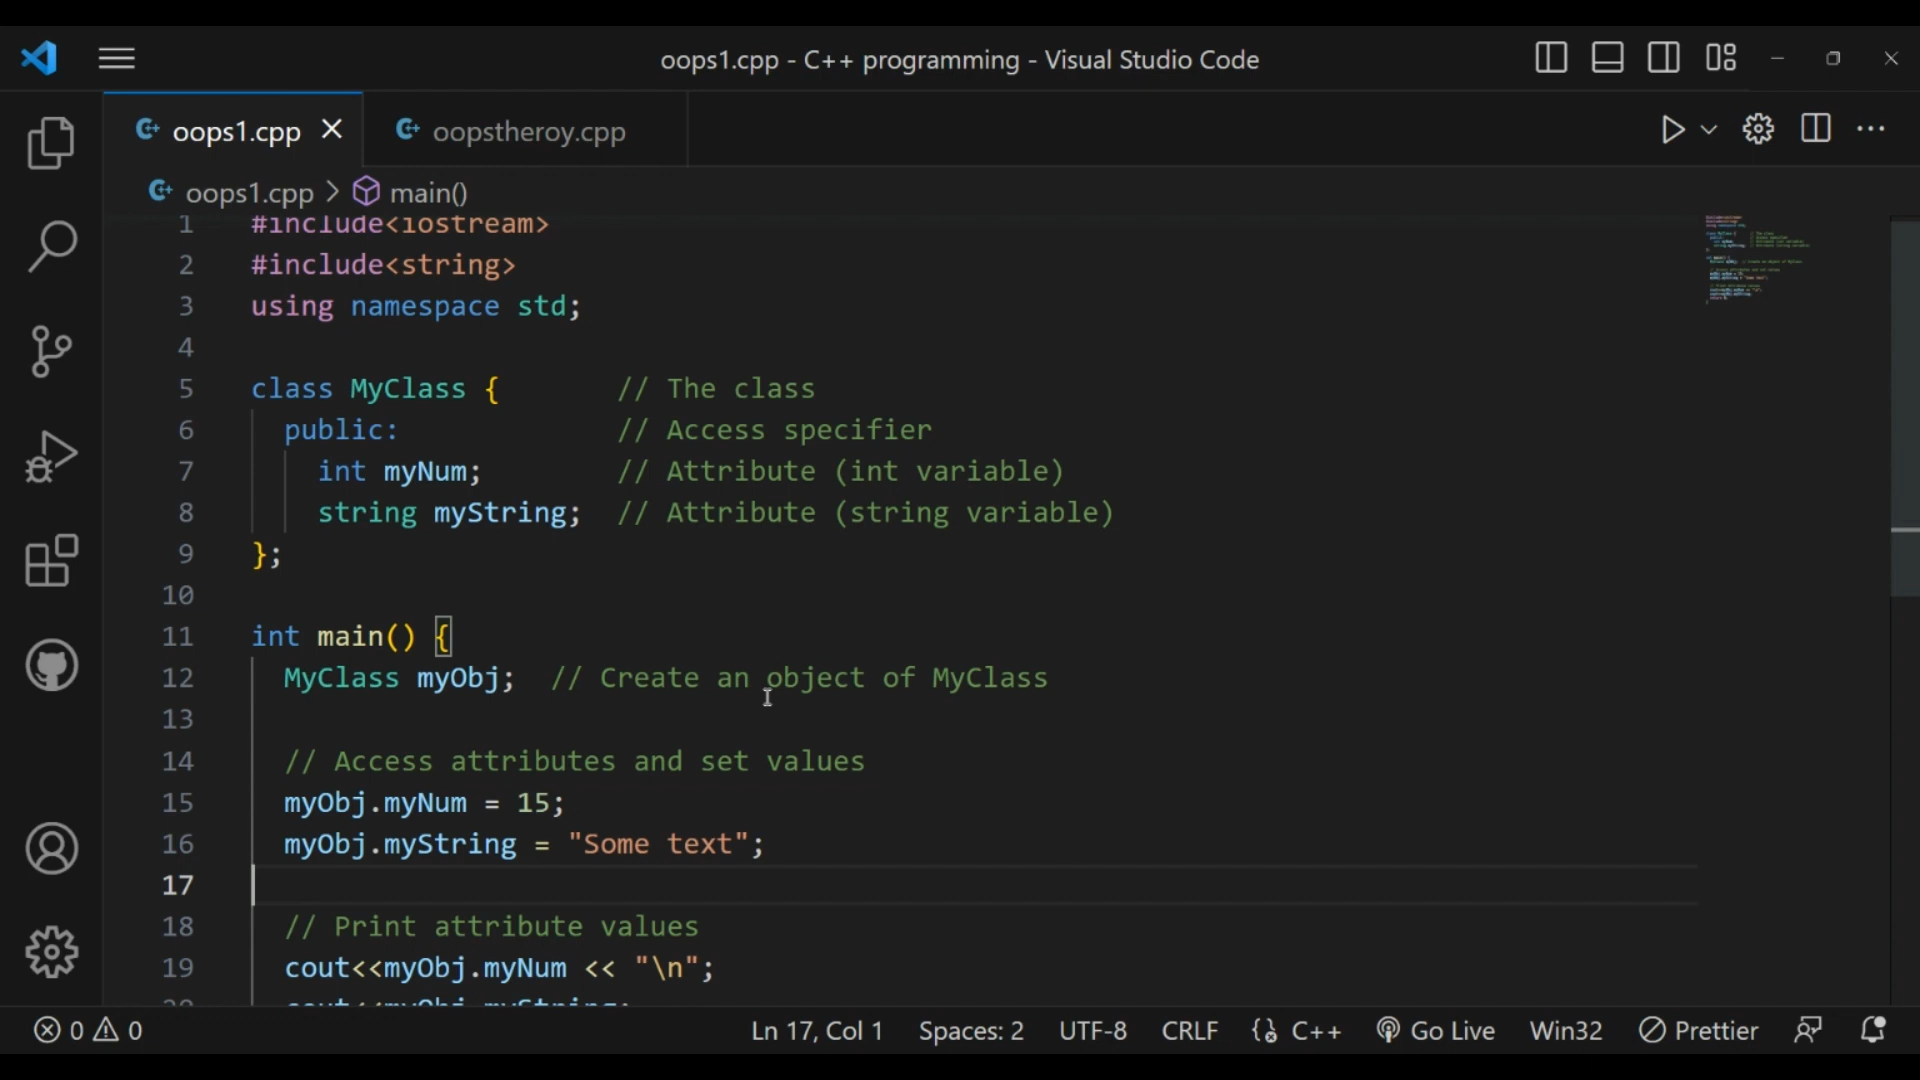 oops1.cpp - C++ programming - Visual Studio Code
oops1.cpp oopstheroy.cpp
oops1.cpp > main()
1 #include<iostream>
2 #include<string>
3 using namespace std;
4
5 class MyClass { // The class
6 public: // Access specifier
7 int myNum; // Attribute (int variable)
8 string myString; // Attribute (string variable)
9 };
10
11 int main() {
12 MyClass myObj; // Create an object of MyClass
13
14 // Access attributes and set values
15 myObj.myNum = 15;
16 myObj.myString = "Some text";
17
18 // Print attribute values
19 cout<<myObj.myNum << "\n";
20 cout<<myObj.myString;
0 0 Ln 17, Col 1 Spaces: 2 UTF-8 CRLF {} C++ Go Live Win32 Prettier